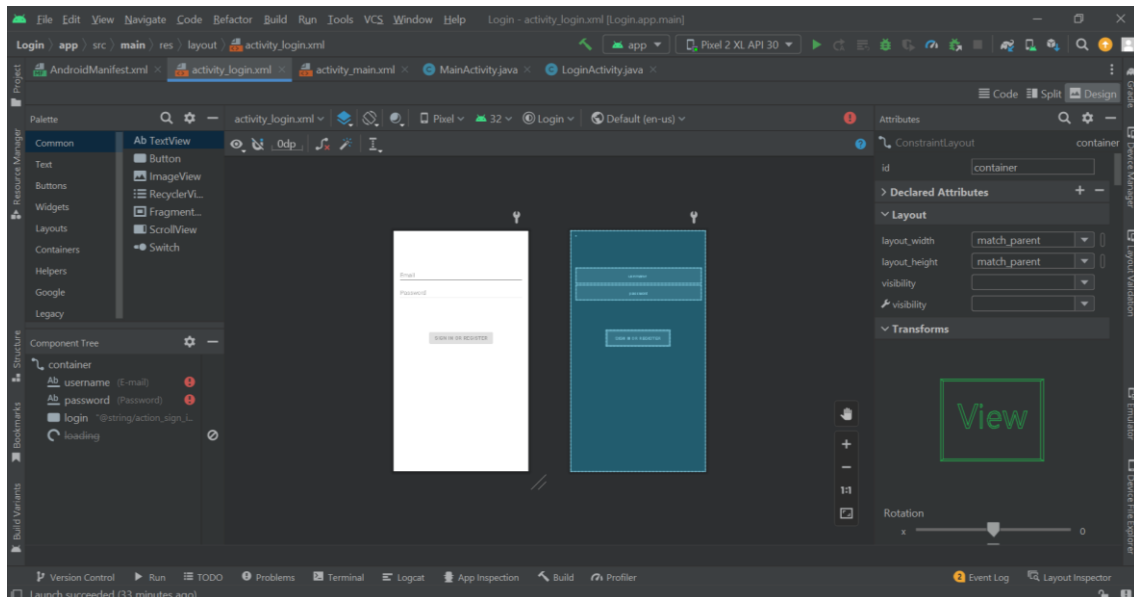 File Edit View Navigate Code Refactor Build Run Tools VCS Window Help Login - activity_login.xml [Login.app.main]
Login app src main res layout activity_login.xml app Pixel 2 XL API 30
AndroidManifest.xml activity_login.xml activity_main.xml MainActivity.java LoginActivity.java
Code Split Design
Palette activity_login.xml Pixel 32 Login Default (en-us) Attributes
Common Ab TextView 0dp ConstraintLayout container
Text Button id container
Buttons ImageView
Widgets RecyclerVi... Declared Attributes
Layouts Fragment... Layout
Containers ScrollView layout_width match_parent
Helpers Switch layout_height match_parent
Google visibility
Legacy visibility
Transforms
Email
Password
SIGN IN OR REGISTER
SIGN IN OR REGISTER
Component Tree
container
Ab username (E-mail)
Ab password (Password)
login "@string/action_sign_i...
loading
View
1:1
Rotation
x 0
Project
Resource Manager
Structure
Bookmarks
Build Variants
Gradle
Device Manager
Layout Validation
Emulator
Device File Explorer
Version Control Run TODO Problems Terminal Logcat App Inspection Build Profiler 2 Event Log Layout Inspector
Launch succeeded (33 minutes ago)